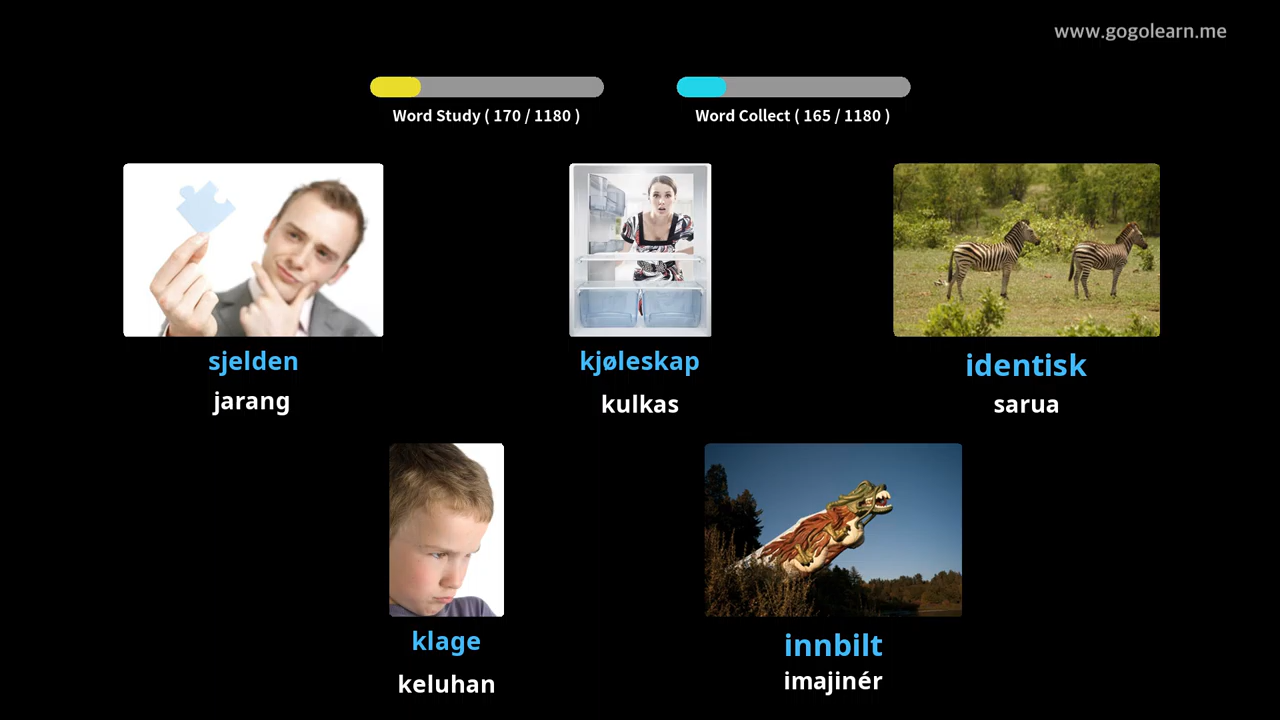 www.gogolearn.me
Word Study ( 170 / 1180 )
Word Collect ( 165 / 1180 )
sjelden
jarang
kjøleskap
kulkas
identisk
sarua
klage
keluhan
innbilt
imajinér